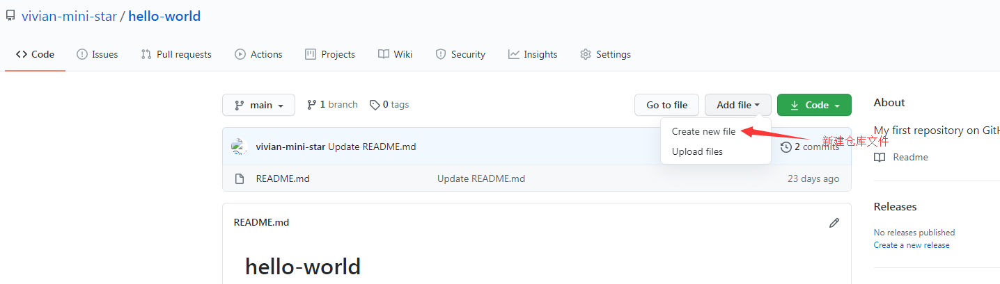 vivian-mini-star / hello-world
Code Issues Pull requests Actions Projects Wiki Security Insights Settings
main 1 branch 0 tags Go to file Add file Code
Create new file
Upload files
新建仓库文件
vivian-mini-star Update README.md 2 commits
README.md Update README.md 23 days ago
README.md
hello-world
About
My first repository on GitH
Readme
Releases
No releases published
Create a new release